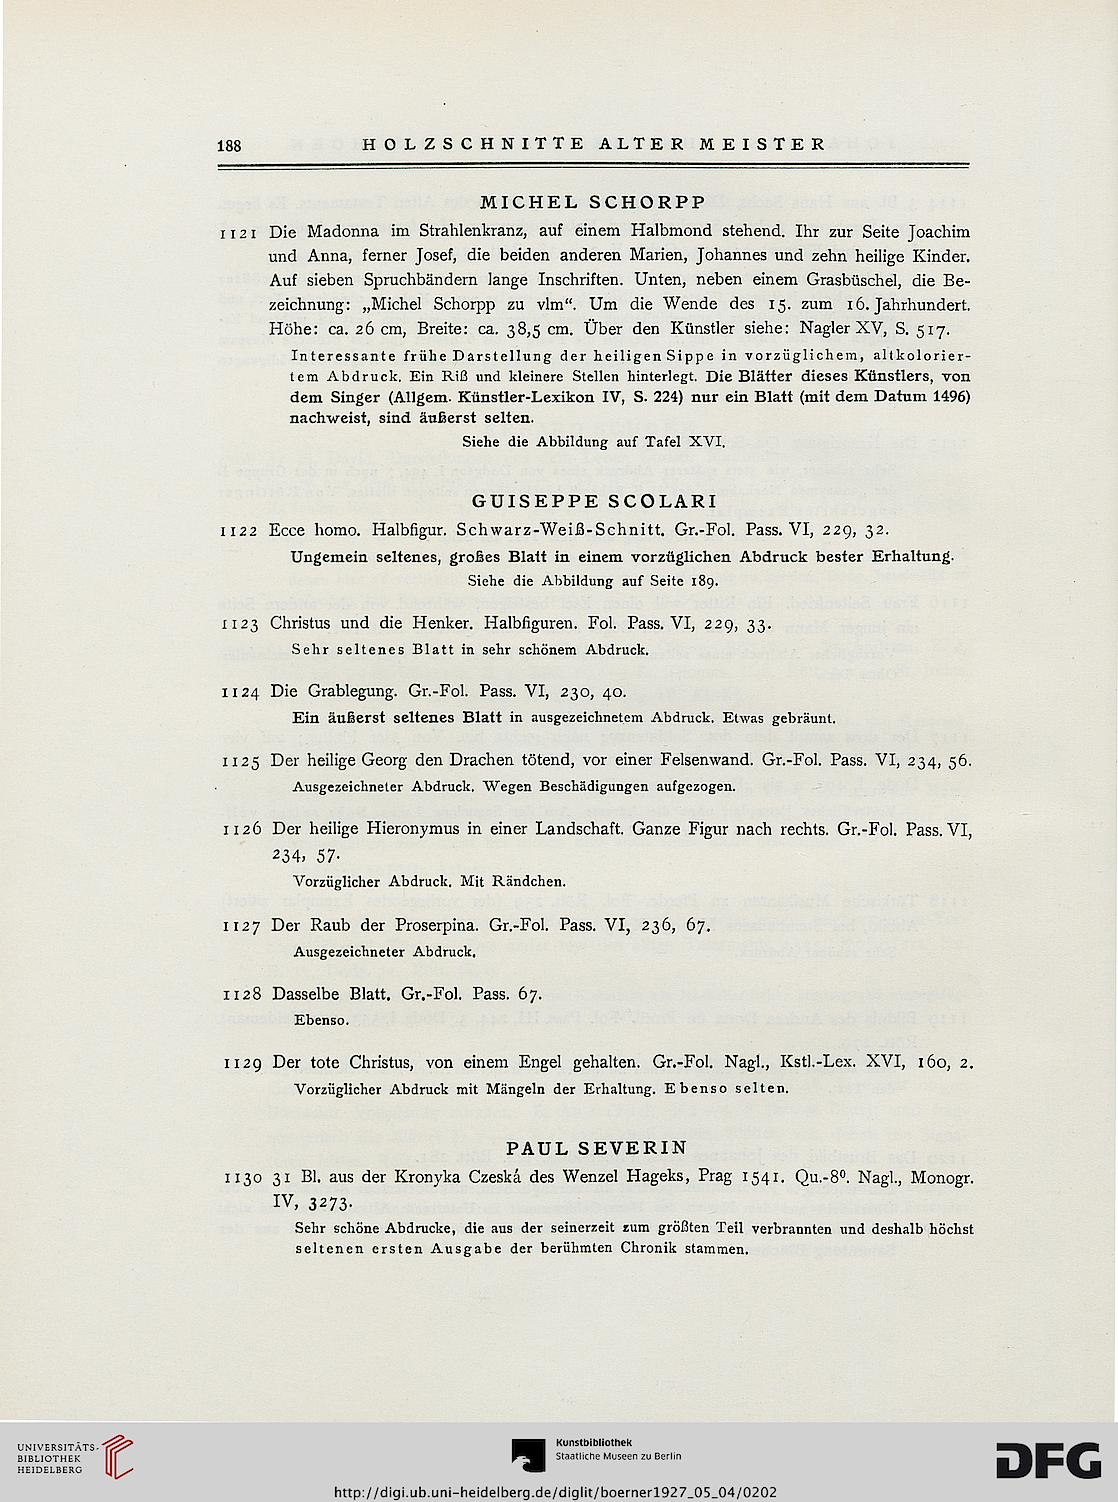 188 HOLZSCHNITTE ALTER MEISTER
MICHEL SCHORPP
1121 Die Madonna im Strahlenkranz, auf einem Halbmond stehend. Ihr zur Seite Joachim
und Anna, ferner Josef, die beiden anderen Marien, Johannes und zehn heilige Kinder.
Auf sieben Spruchbändern lange Inschriften. Unten, neben einem Grasbüschel, die Be-
zeichnung: „Michel Schorpp zu vlm“. Um die Wende des 15. zum 16. Jahrhundert.
Höhe: ca. 26 cm, Breite: ca. 38,5 cm. Über den Künstler siehe: Nagler XV, S. 517.
Interessante frühe Darstellung der heiligen Sippe in vorzüglichem, altkolorier-
tem Abdruck. Ein Riß und kleinere Stellen hinterlegt. Die Blätter dieses Künstlers, von
dem Singer (Allgem. Künstler-Lexikon IV, S. 224) nur ein Blatt (mit dem Datum 1496)
nachweist, sind äußerst selten.
Siehe die Abbildung auf Tafel XVI.
GUISEPPE SCOLARI
1122 Ecce homo. Halbfigur. Schwarz-Weiß-Schnitt. Gr.-Fol. Pass. VI, 229, 32.
Ungemein seltenes, großes Blatt in einem vorzüglichen Abdruck bester Erhaltung.
Siehe die Abbildung auf Seite 189.
1123 Christus und die Henker. Halbfiguren. Fol. Pass. VI, 229, 33.
Sehr seltenes Blatt in sehr schönem Abdruck.
1124 Die Grablegung. Gr.-Fol. Pass. VI, 230, 40.
Ein äußerst seltenes Blatt in ausgezeichnetem Abdruck. Etwas gebräunt.
1125 Der heilige Georg den Drachen tötend, vor einer Felsenwand. Gr.-Fol. Pass. VI, 234, 56.
Ausgezeichneter Abdruck. Wegen Beschädigungen aufgezogen.
1126 Der heilige Hieronymus in einer Landschaft. Ganze Figur nach rechts. Gr.-Fol. Pass. VI,
234, 57.
Vorzüglicher Abdruck. Mit Rändchen.
1127 Der Raub der Proserpina. Gr.-Fol. Pass. VI, 236, 67.
Ausgezeichneter Abdruck.
1128 Dasselbe Blatt. Gr.-Fol. Pass. 67.
Ebenso.
1129 Der tote Christus, von einem Engel gehalten. Gr.-Fol. Nagl., Kstl.-Lex. XVI, 160, 2.
Vorzüglicher Abdruck mit Mängeln der Erhaltung. Ebenso selten.
PAUL SEVERIN
1130 31 Bl. aus der Kronyka Czeská des Wenzel Hageks, Prag 1541. Qu.-8⁰. Nagl., Monogr.
IV, 3273.
Sehr schöne Abdrucke, die aus der seinerzeit zum größten Teil verbrannten und deshalb höchst
seltenen ersten Ausgabe der berühmten Chronik stammen.
UNIVERSITÄTS-
BIBLIOTHEK
HEIDELBERG
Kunstbibliothek
Staatliche Museen zu Berlin
DFG
http://digi.ub.uni-heidelberg.de/diglit/boerner1927_05_04/0202